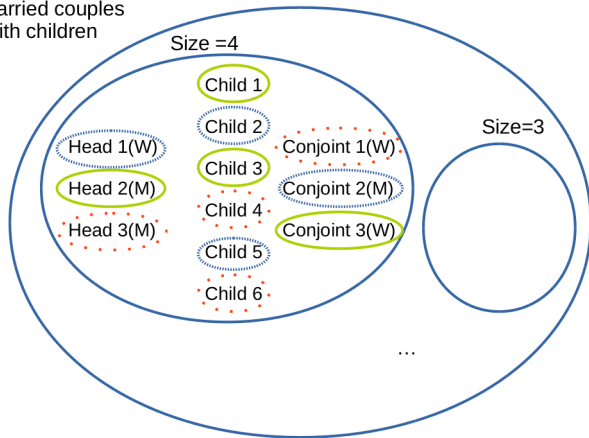 arried couples
ith children
Size =4
Size=3
Child 1
Child 2
Head 1(W)
Conjoint 1(W)
Child 3
Head 2(M)
Conjoint 2(M)
Child 4
Head 3(M)
Conjoint 3(W)
Child 5
Child 6
...